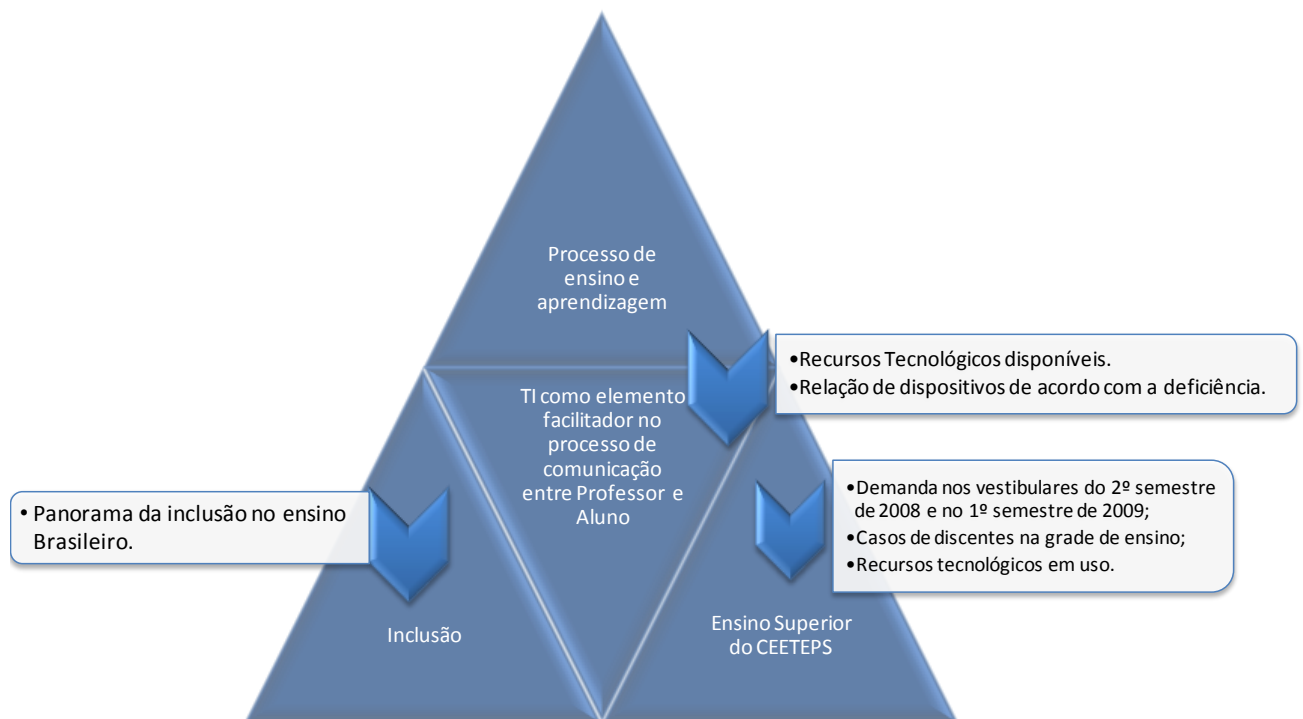 Processo de
ensino e
aprendizagem
•Recursos Tecnológicos disponíveis.
•Relação de dispositivos de acordo com a deficiência.
TI como elemento
facilitador no
processo de
comunicação
entre Professor e
Aluno
•Demanda nos vestibulares do 2º semestre
de 2008 e no 1º semestre de 2009;
•Casos de discentes na grade de ensino;
•Recursos tecnológicos em uso.
• Panorama da inclusão no ensino
Brasileiro.
Inclusão
Ensino Superior
do CEETEPS